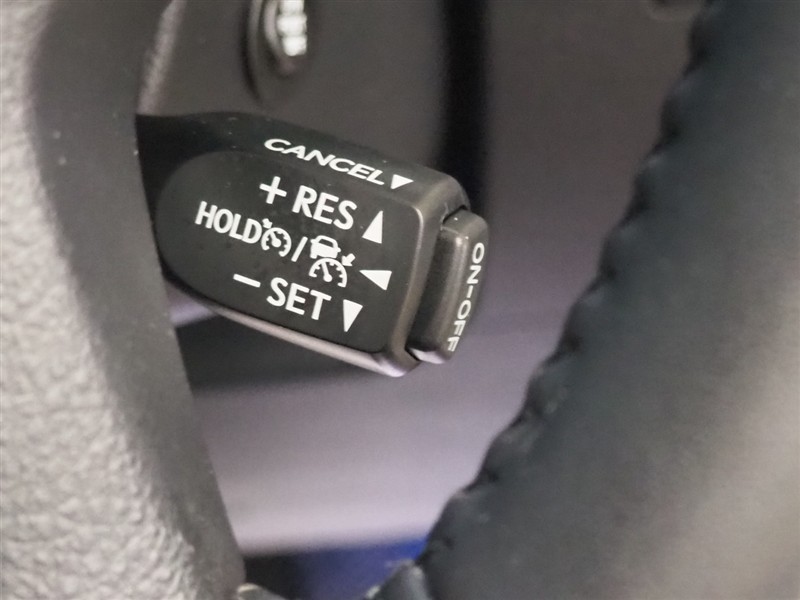 CANCEL
+ RES
HOLD /
- SET
ON-OFF